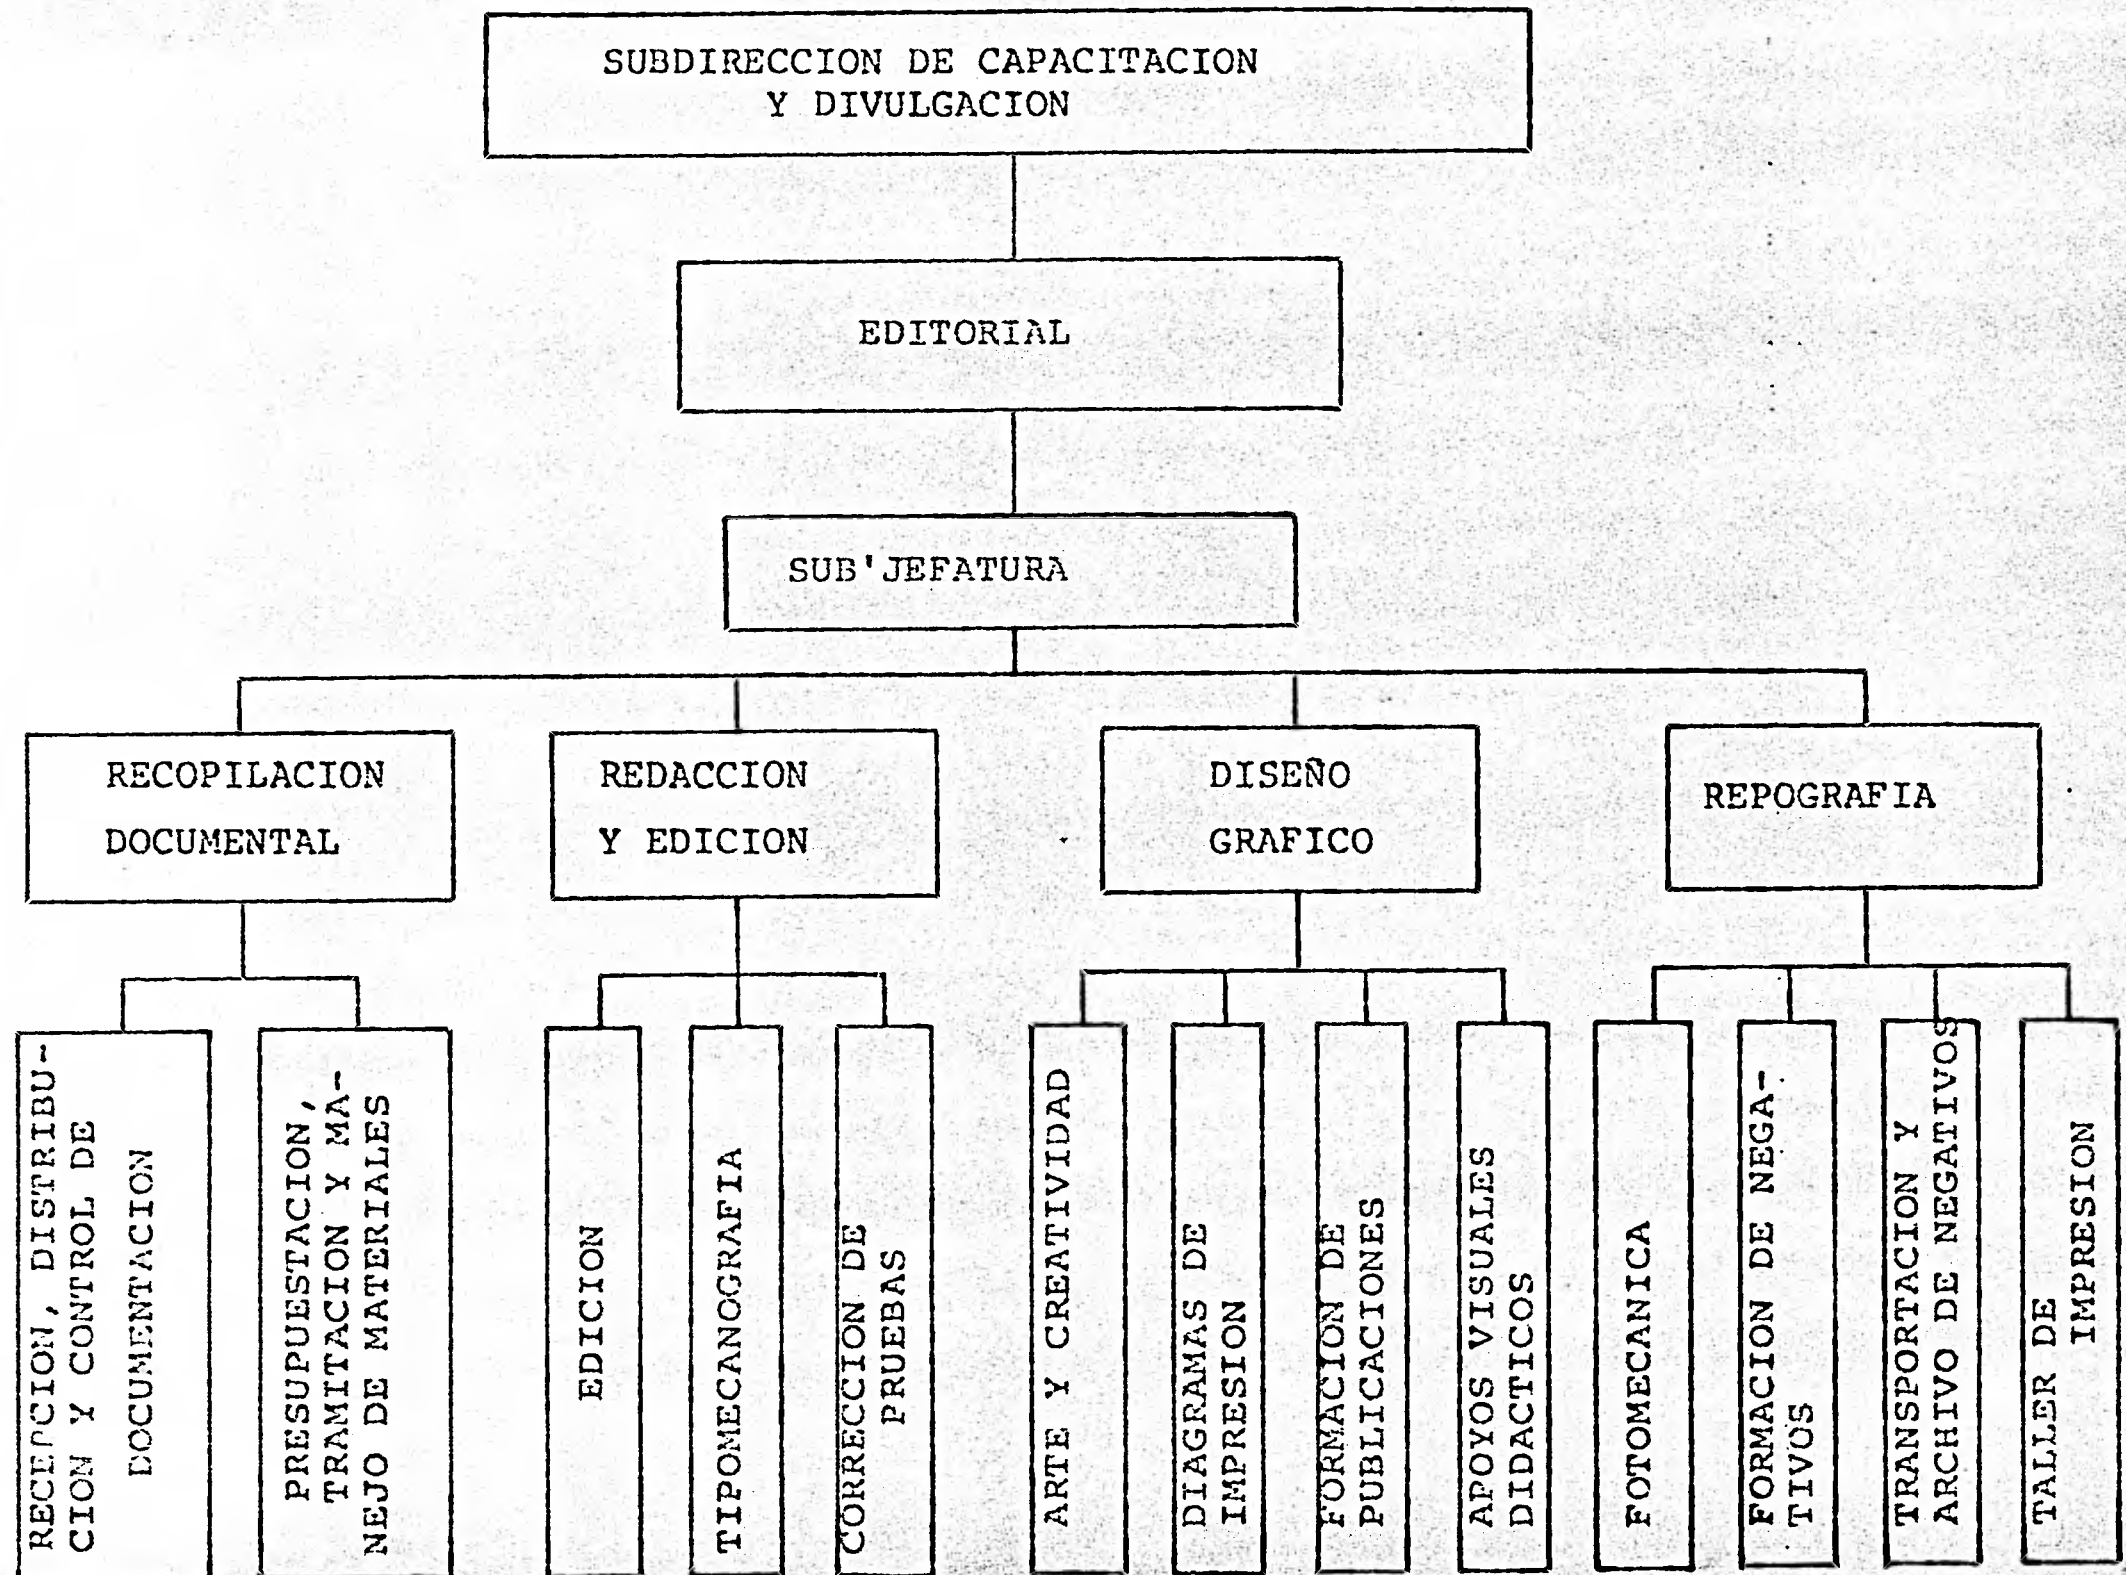 SUBDIRECCION DE CAPACITACION
Y DIVULGACION
EDITORIAL
SUB'JEFATURA
RECOPILACION
DOCUMENTAL
REDACCION
Y EDICION
DISEÑO
GRAFICO
REPOGRAFIA
RECEPCION, DISTRIBU-
CION Y CONTROL DE
DOCUMENTACION
PRESUPUESTACION,
TRAMITACION Y MA-
NEJO DE MATERIALES
EDICION
TIPOMECANOGRAFIA
CORRECCION DE
PRUEBAS
ARTE Y CREATIVIDAD
DIAGRAMAS DE
IMPRESION
FORMACION DE
PUBLICACIONES
APOYOS VISUALES
DIDACTICOS
FOTOMECANICA
FORMACION DE NEGA-
TIVOS
TRANSPORTACION Y
ARCHIVO DE NEGATIVOS
TALLER DE
IMPRESION